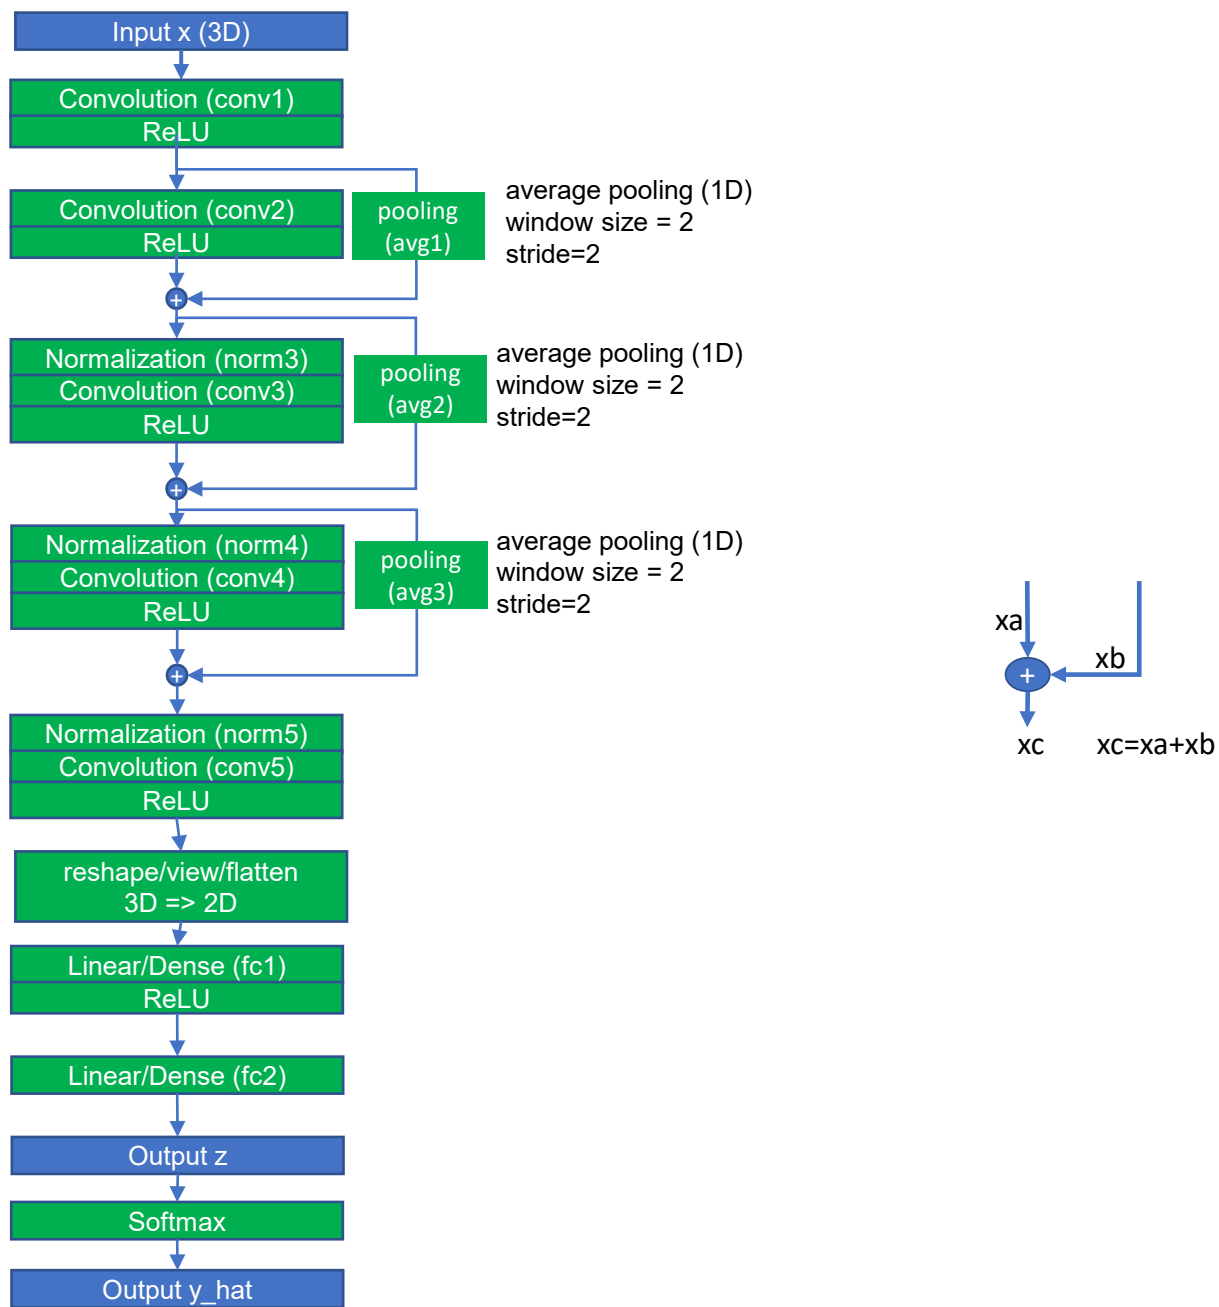 Input x (3D)
Convolution (conv1)
ReLU
Convolution (conv2)
ReLU
pooling
(avg1)
average pooling (1D)
window size = 2
stride=2
+
Normalization (norm3)
Convolution (conv3)
ReLU
pooling
(avg2)
average pooling (1D)
window size = 2
stride=2
+
Normalization (norm4)
Convolution (conv4)
ReLU
pooling
(avg3)
average pooling (1D)
window size = 2
stride=2
+
xa
xb
+
xc
xc=xa+xb
Normalization (norm5)
Convolution (conv5)
ReLU
reshape/view/flatten
3D => 2D
Linear/Dense (fc1)
ReLU
Linear/Dense (fc2)
Output z
Softmax
Output y_hat